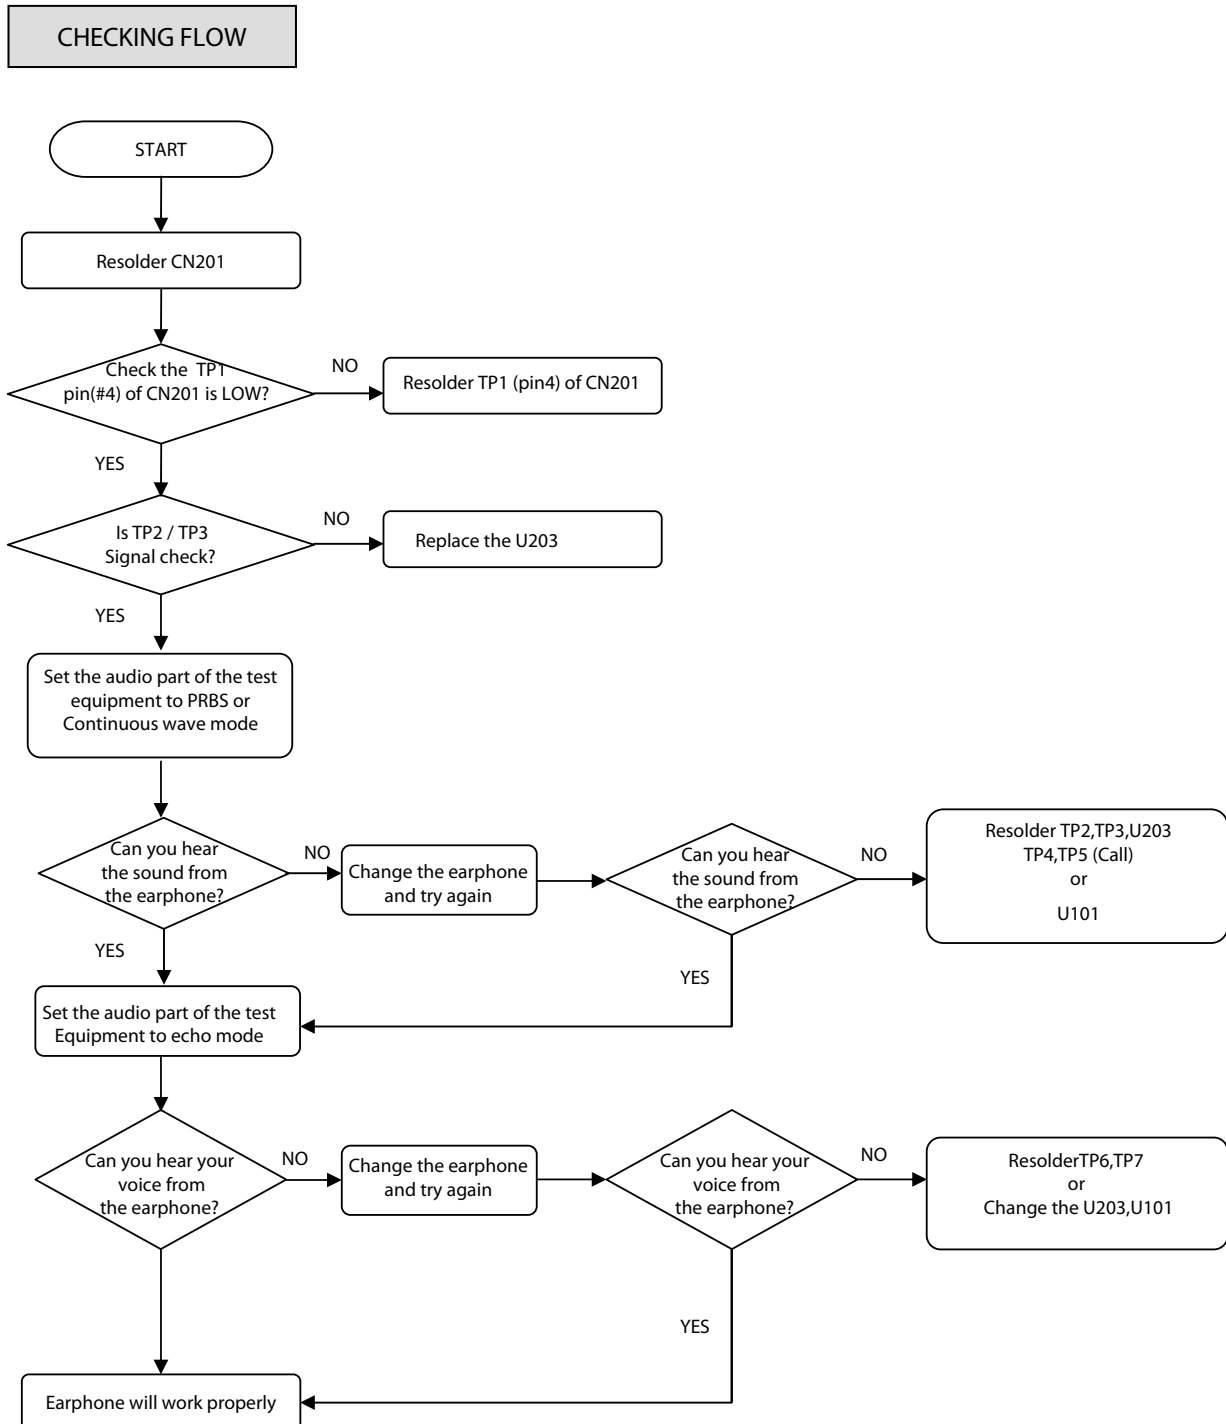 CHECKING FLOW
START
Resolder CN201
Check the TP1
pin(#4) of CN201 is LOW?
NO
Resolder TP1 (pin4) of CN201
YES
Is TP2 / TP3
Signal check?
NO
Replace the U203
YES
Set the audio part of the test
equipment to PRBS or
Continuous wave mode
Can you hear
the sound from
the earphone?
NO
Change the earphone
and try again
Can you hear
the sound from
the earphone?
NO
Resolder TP2,TP3,U203
TP4,TP5 (Call)
or
U101
YES
YES
Set the audio part of the test
Equipment to echo mode
Can you hear your
voice from
the earphone?
NO
Change the earphone
and try again
Can you hear your
voice from
the earphone?
NO
ResolderTP6,TP7
or
Change the U203,U101
YES
Earphone will work properly